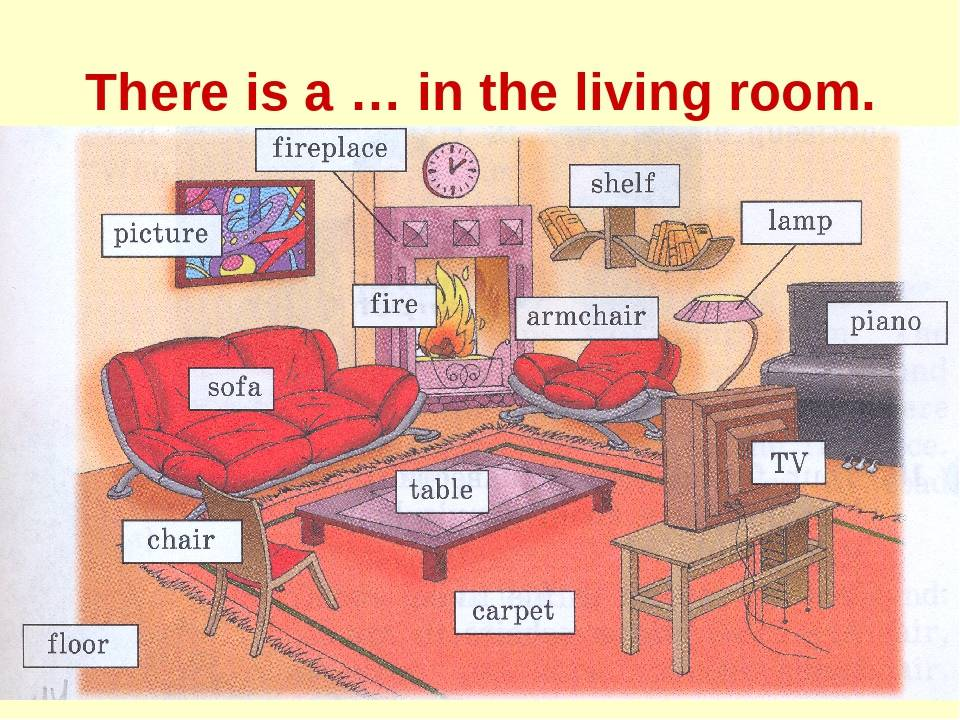 There is a … in the living room.
fireplace
shelf
lamp
picture
fire
armchair
piano
sofa
TV
table
chair
carpet
floor